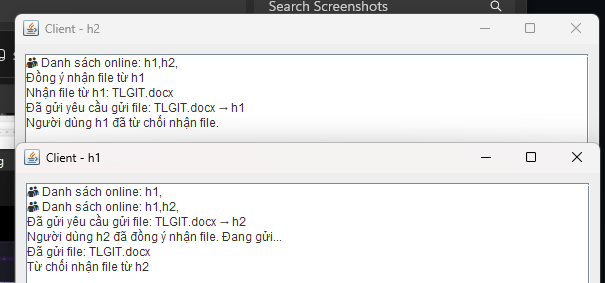 Search Screenshots
Client - h2
Danh sách online: h1,h2,
Đồng ý nhận file từ h1
Nhận file từ h1: TLGIT.docx
Đã gửi yêu cầu gửi file: TLGIT.docx → h1
Người dùng h1 đã từ chối nhận file.
Client - h1
Danh sách online: h1,
Danh sách online: h1,h2,
Đã gửi yêu cầu gửi file: TLGIT.docx → h2
Người dùng h2 đã đồng ý nhận file. Đang gửi...
Đã gửi file: TLGIT.docx
Từ chối nhận file từ h2